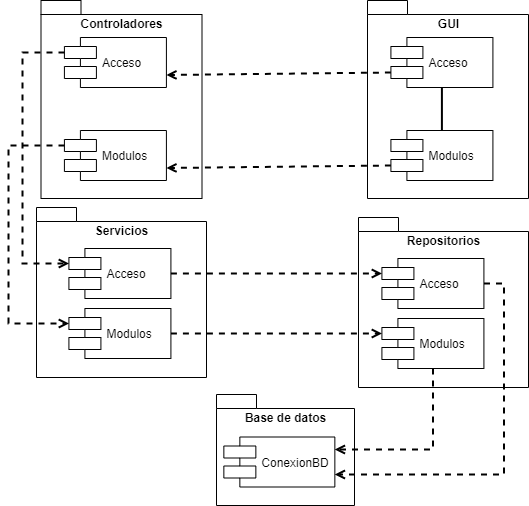 Controladores
Acceso
Modulos
GUI
Acceso
Modulos
Servicios
Acceso
Modulos
Repositorios
Acceso
Modulos
Base de datos
ConexionBD